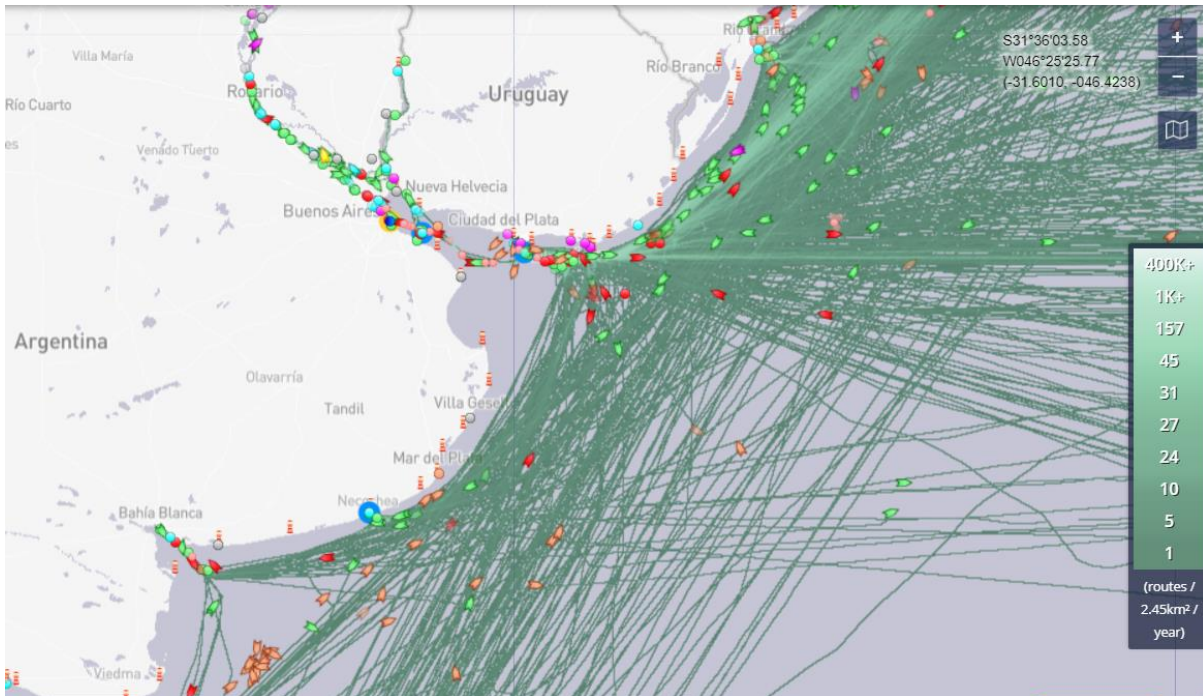 Villa María
Río Cuarto
es
Venado Tuerto
Uruguay
Río Branco
Nueva Helvecia
Buenos Aires
Ciudad del Plata
Argentina
Olavarría
Tandil
Villa Gesell
Mar del Plata
Necochea
Bahía Blanca
Viedma
S31°36'03.58
W046°25'25.77
(-31.6010, -046.4238)
+
−
400K+
1K+
157
45
31
27
24
10
5
1
(routes /
2.45km² /
year)